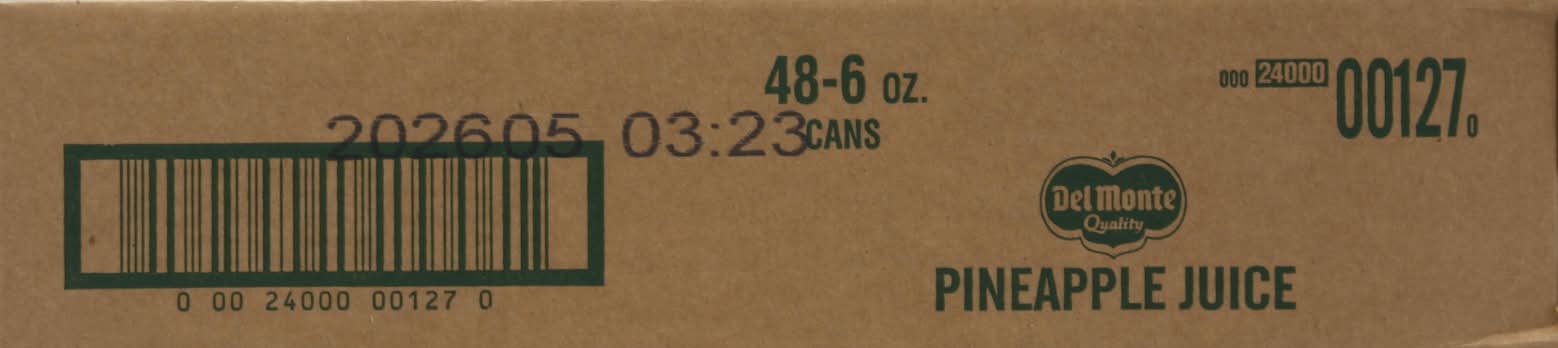 48-6 OZ.
CANS
202605 03:23
0 00 24000 00127 0
000 24000 00127 0
Del Monte
Quality
PINEAPPLE JUICE